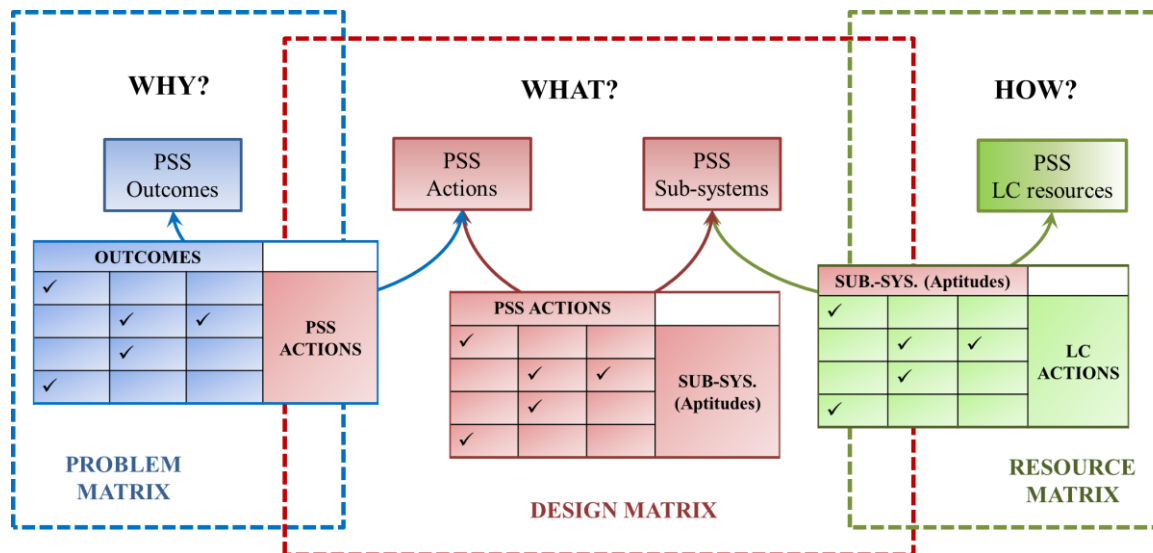 WHY?
WHAT?
HOW?
PSS
Outcomes
PSS
Actions
PSS
Sub-systems
PSS
LC resources
OUTCOMES
PSS
ACTIONS
PSS ACTIONS
SUB-SYS.
(Aptitudes)
SUB.-SYS. (Aptitudes)
LC
ACTIONS
PROBLEM
MATRIX
DESIGN MATRIX
RESOURCE
MATRIX